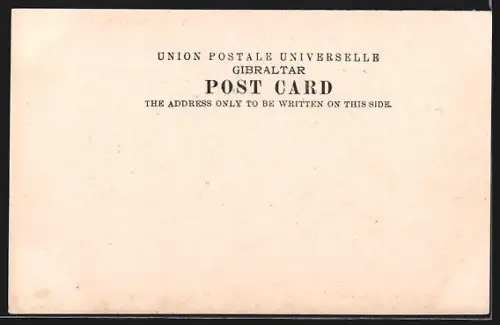 UNION POSTALE UNIVERSELLE
GIBRALTAR
POST CARD
THE ADDRESS ONLY TO BE WRITTEN ON THIS SIDE.